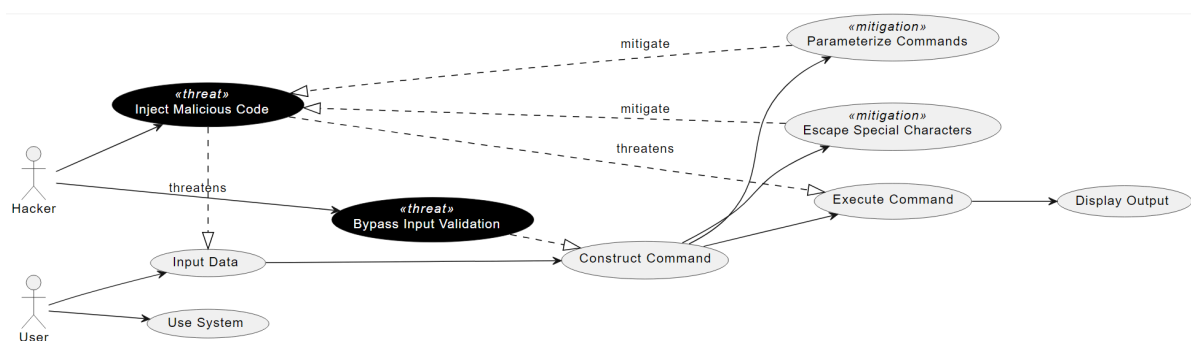 «mitigation»
Parameterize Commands
mitigate
«threat»
Inject Malicious Code
mitigate
«mitigation»
Escape Special Characters
threatens
Hacker
threatens
«threat»
Bypass Input Validation
Execute Command
Display Output
Input Data
Construct Command
Use System
User